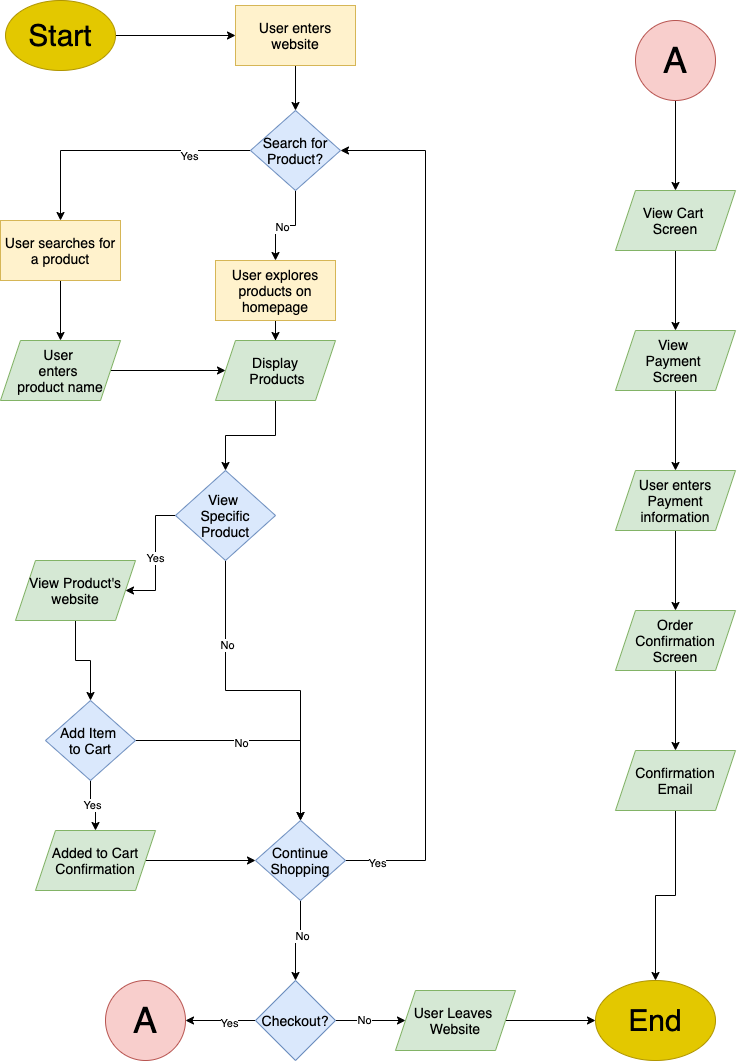 Start
User enters
website
A
Search for
Product?
Yes
No
View Cart
Screen
User searches for
a product
User explores
products on
homepage
User
enters
product name
Display
Products
View
Payment
Screen
View
Specific
Product
User enters
Payment
information
Yes
View Product's
website
No
Order
Confirmation
Screen
Add Item
to Cart
No
Confirmation
Email
Yes
Added to Cart
Confirmation
Continue
Shopping
Yes
No
A
Yes
Checkout?
No
User Leaves
Website
End